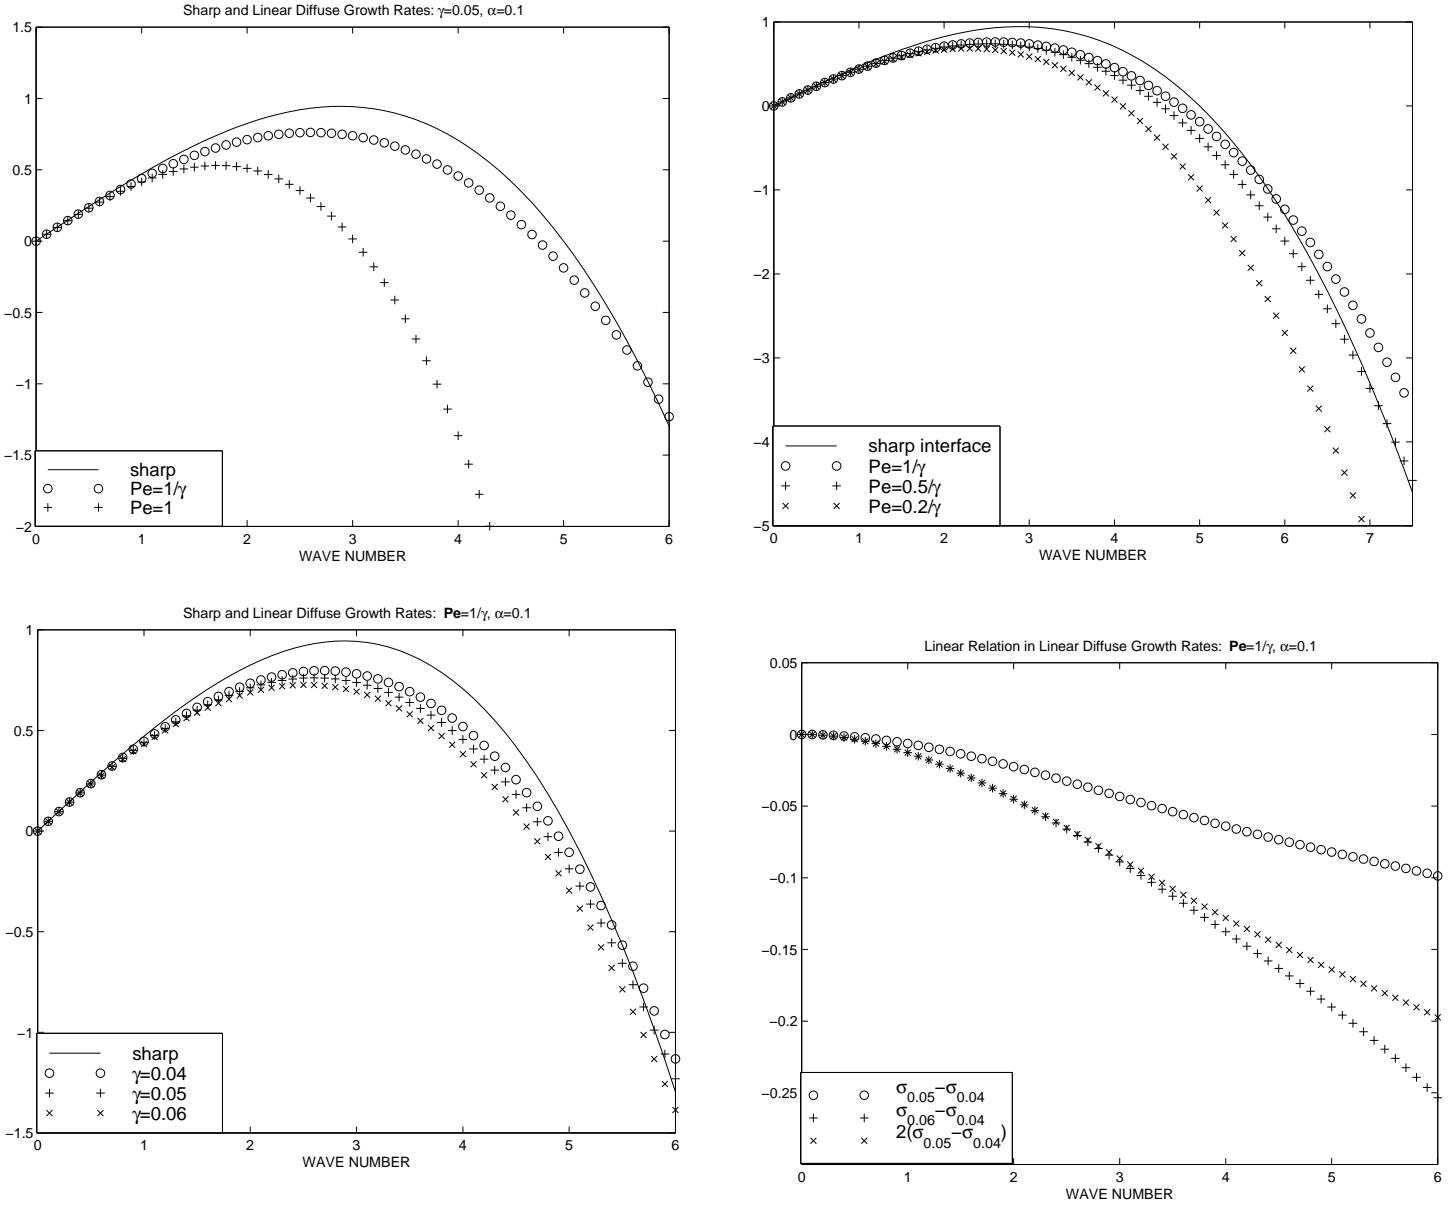 Sharp and Linear Diffuse Growth Rates: γ=0.05, α=0.1
1.5
1
0.5
0
−0.5
−1
−1.5
−2
0 1 2 3 4 5 6
WAVE NUMBER
sharp
Pe=1/γ
Pe=1
1
0
−1
−2
−3
−4
−5
0 1 2 3 4 5 6 7
WAVE NUMBER
sharp interface
Pe=1/γ
Pe=0.5/γ
Pe=0.2/γ
Sharp and Linear Diffuse Growth Rates: Pe=1/γ, α=0.1
1
0.5
0
−0.5
−1
−1.5
0 1 2 3 4 5 6
WAVE NUMBER
sharp
γ=0.04
γ=0.05
γ=0.06
Linear Relation in Linear Diffuse Growth Rates: Pe=1/γ, α=0.1
0.05
0
−0.05
−0.1
−0.15
−0.2
−0.25
0 1 2 3 4 5 6
WAVE NUMBER
σ0.05−σ0.04
σ0.06−σ0.04
2(σ0.05−σ0.04)